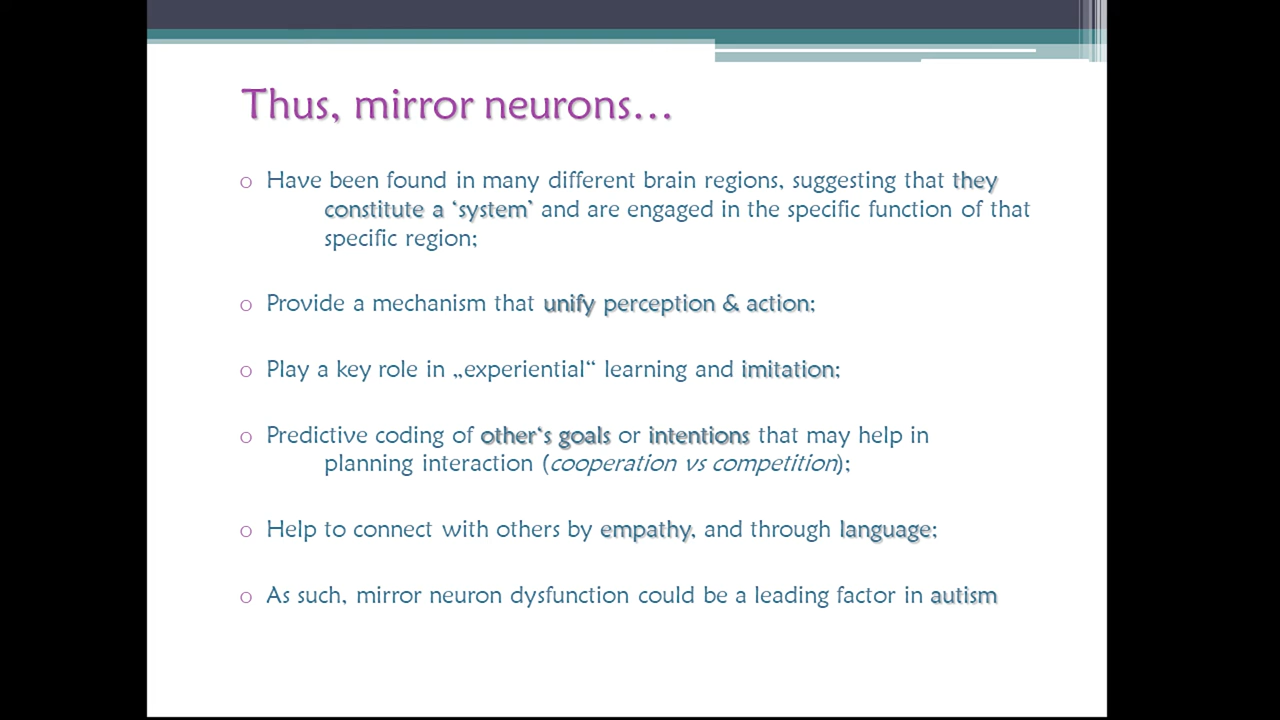 Thus, mirror neurons…
o Have been found in many different brain regions, suggesting that they
constitute a ‘system’ and are engaged in the specific function of that
specific region;
o Provide a mechanism that unify perception & action;
o Play a key role in „experiential“ learning and imitation;
o Predictive coding of other‘s goals or intentions that may help in
planning interaction (cooperation vs competition);
o Help to connect with others by empathy, and through language;
o As such, mirror neuron dysfunction could be a leading factor in autism